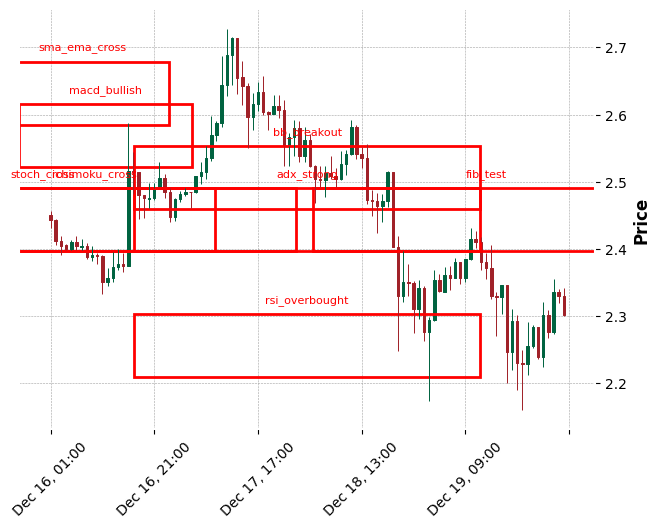 sma_ema_cross
2.7
macd_bullish
2.6
bb_breakout
stoch_cross
ichimoku_cross
adx_strong
fib_test
2.5
Price
2.4
rsi_overbought
2.3
2.2
Dec 16, 01:00
Dec 16, 21:00
Dec 17, 17:00
Dec 18, 13:00
Dec 19, 09:00